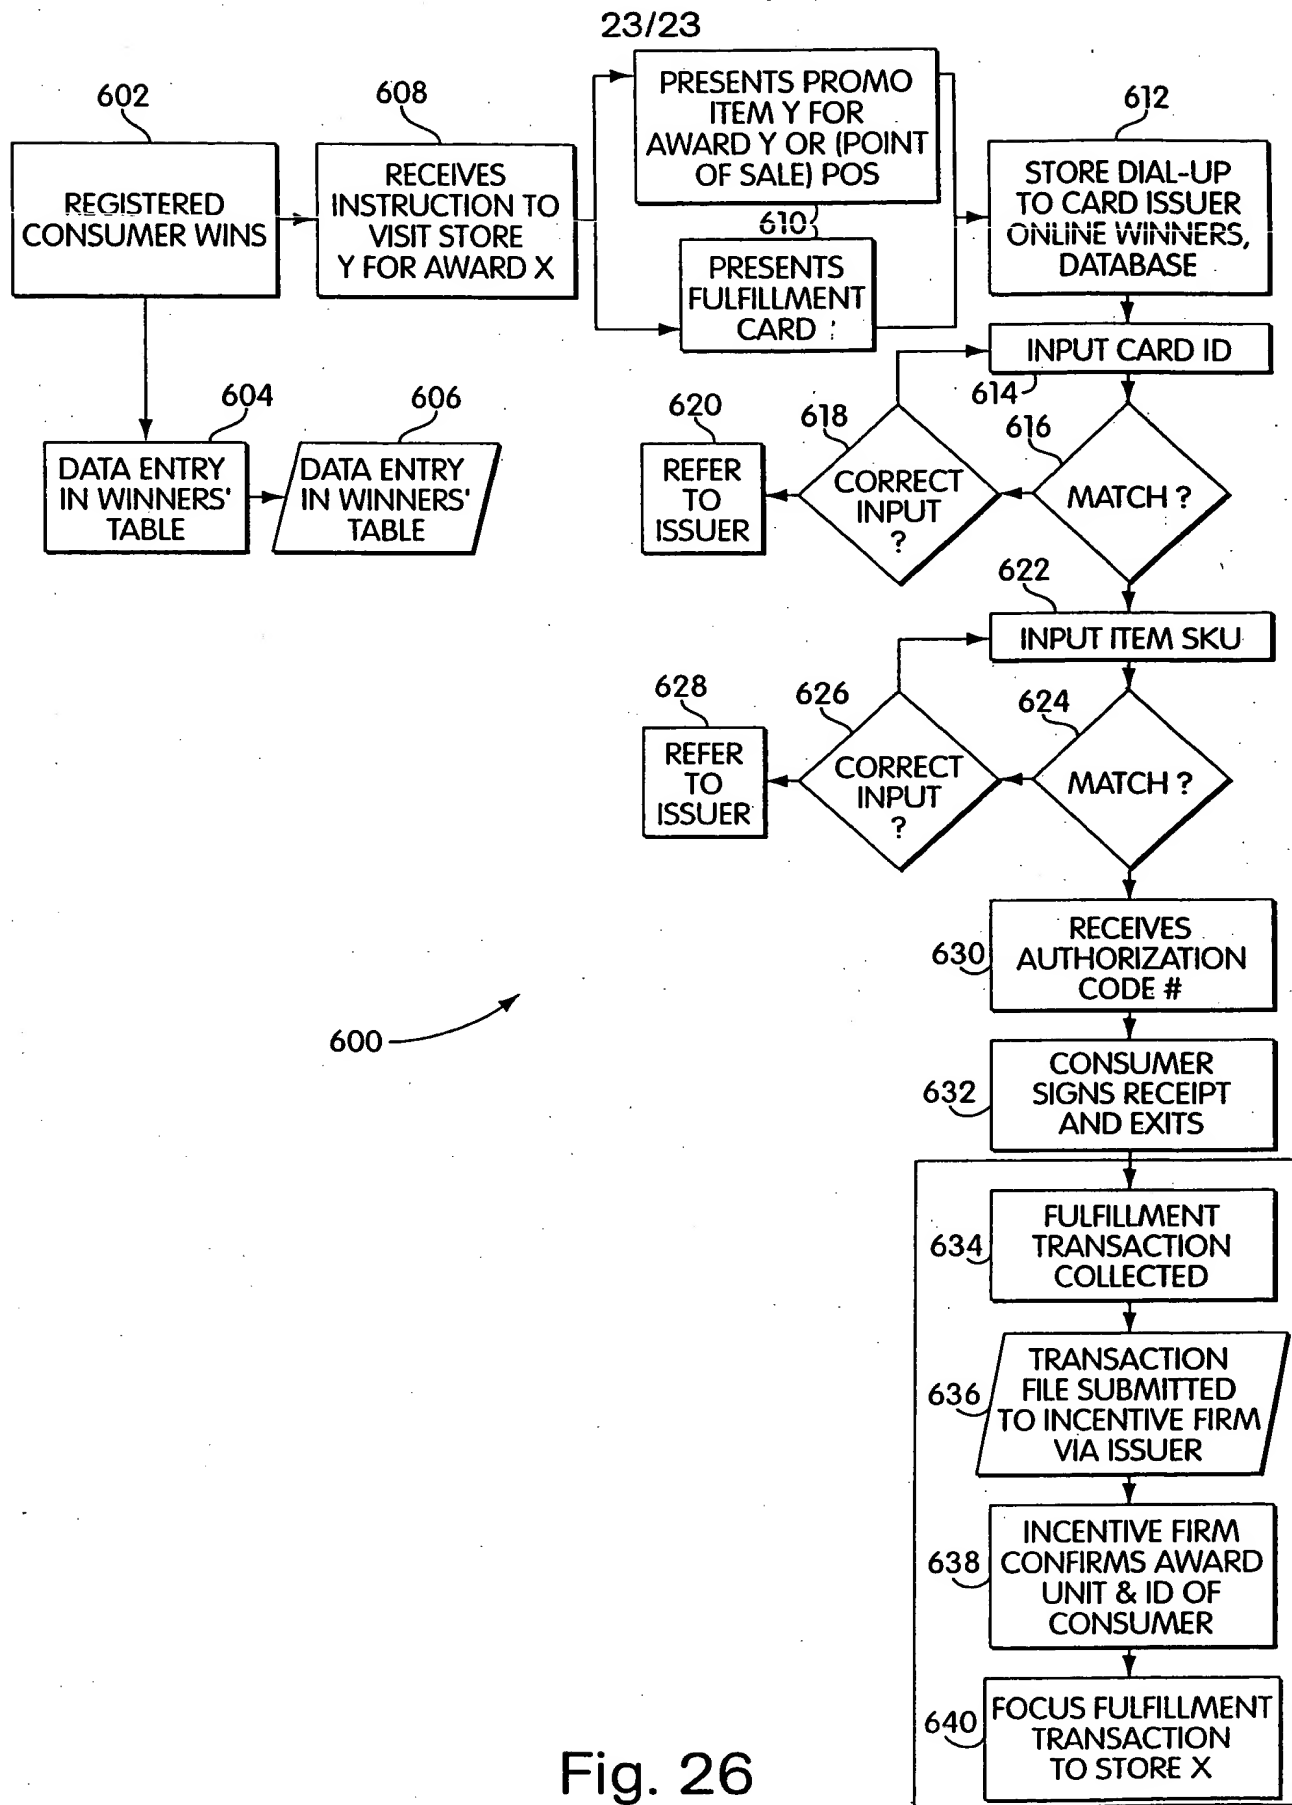 23/23
602
REGISTERED
CONSUMER WINS
608
RECEIVES
INSTRUCTION TO
VISIT STORE
Y FOR AWARD X
PRESENTS PROMO
ITEM Y FOR
AWARD Y OR (POINT
OF SALE) POS
610
PRESENTS
FULFILLMENT
CARD
612
STORE DIAL-UP
TO CARD ISSUER
ONLINE WINNERS,
DATABASE
INPUT CARD ID
614
604
DATA ENTRY
IN WINNERS'
TABLE
606
DATA ENTRY
IN WINNERS'
TABLE
620
REFER
TO
ISSUER
618
CORRECT
INPUT
?
616
MATCH ?
622
INPUT ITEM SKU
628
REFER
TO
ISSUER
626
CORRECT
INPUT
?
624
MATCH ?
630
RECEIVES
AUTHORIZATION
CODE #
600
632
CONSUMER
SIGNS RECEIPT
AND EXITS
634
FULFILLMENT
TRANSACTION
COLLECTED
636
TRANSACTION
FILE SUBMITTED
TO INCENTIVE FIRM
VIA ISSUER
638
INCENTIVE FIRM
CONFIRMS AWARD
UNIT & ID OF
CONSUMER
640
FOCUS FULFILLMENT
TRANSACTION
TO STORE X
Fig. 26